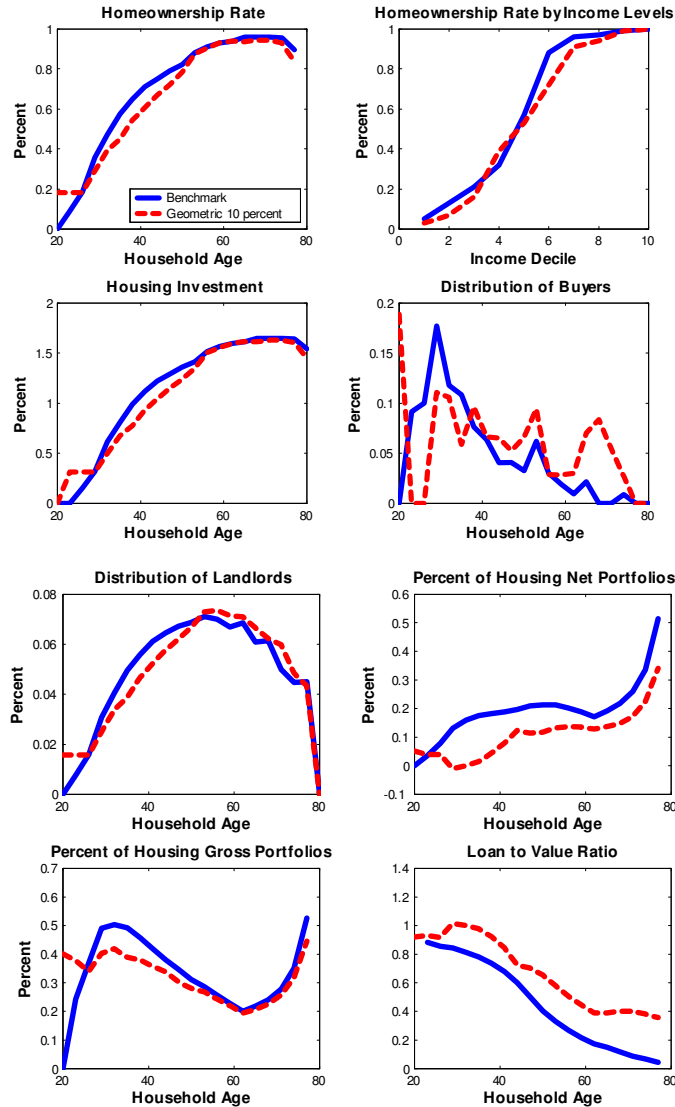 Homeownership Rate
Percent
1
0.8
0.6
0.4
0.2
0
20 40 60 80
Household Age
Benchmark
Geometric 10 percent
Homeownership Rate by Income Levels
Percent
1
0.8
0.6
0.4
0.2
0
0 2 4 6 8 10
Income Decile
Housing Investment
Percent
2
1.5
1
0.5
0
20 40 60 80
Household Age
Distribution of Buyers
Percent
0.2
0.15
0.1
0.05
0
20 40 60 80
Household Age
Distribution of Landlords
Percent
0.08
0.06
0.04
0.02
0
20 40 60 80
Household Age
Percent of Housing Net Portfolios
Percent
0.6
0.5
0.4
0.3
0.2
0.1
0
-0.1
20 40 60 80
Household Age
Percent of Housing Gross Portfolios
Percent
0.7
0.6
0.5
0.4
0.3
0.2
0.1
0
20 40 60 80
Household Age
Loan to Value Ratio
Percent
1.4
1.2
1
0.8
0.6
0.4
0.2
0
20 40 60 80
Household Age